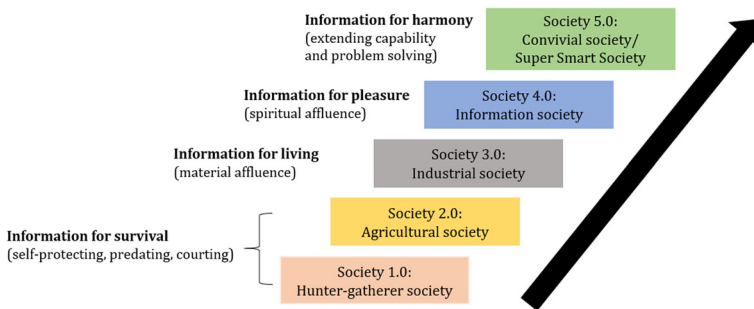 Information for harmony
(extending capability
and problem solving)
Society 5.0:
Convivial society/
Super Smart Society
Information for pleasure
(spiritual affluence)
Society 4.0:
Information society
Information for living
(material affluence)
Society 3.0:
Industrial society
Society 2.0:
Agricultural society
Information for survival
(self-protecting, predating, courting)
Society 1.0:
Hunter-gatherer society